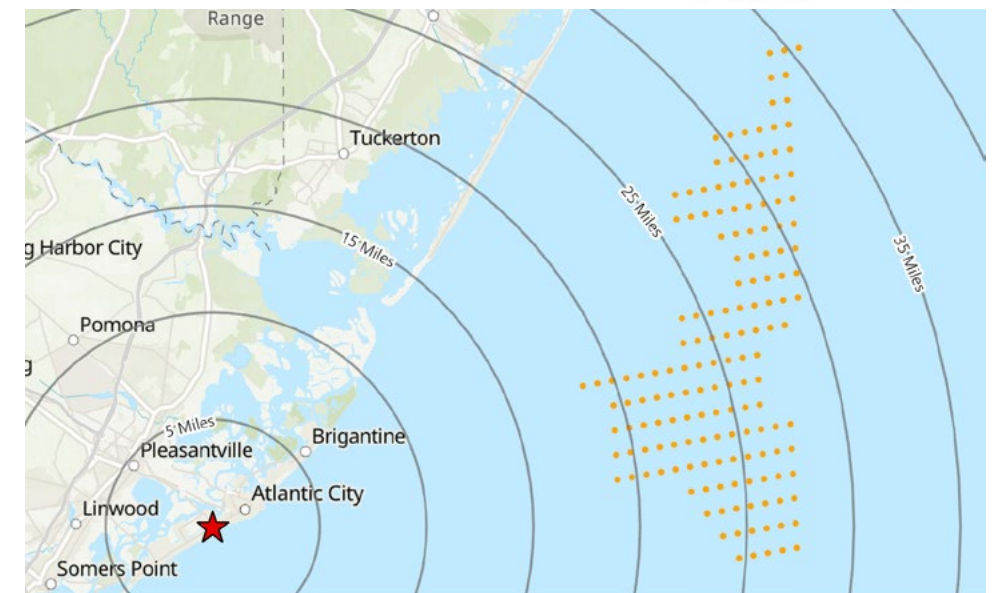 Range
Tuckerton
25 Miles
g Harbor City
15 Miles
35 Miles
Pomona
g
5 Miles
Brigantine
Pleasantville
Atlantic City
Linwood
Somers Point